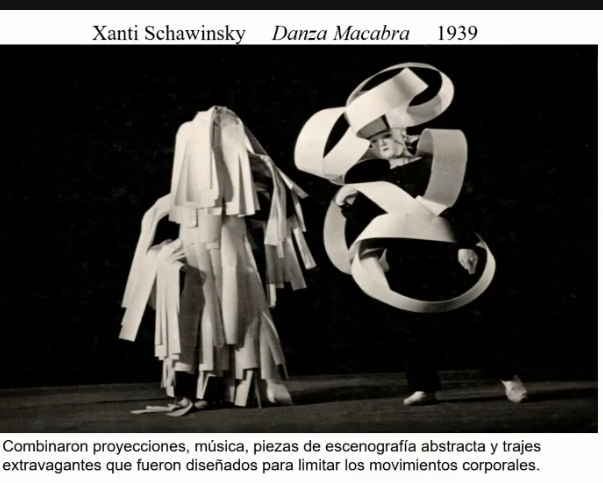 Xanti Schawinsky Danza Macabra 1939
Combinaron proyecciones, música, piezas de escenografía abstracta y trajes
extravagantes que fueron diseñados para limitar los movimientos corporales.